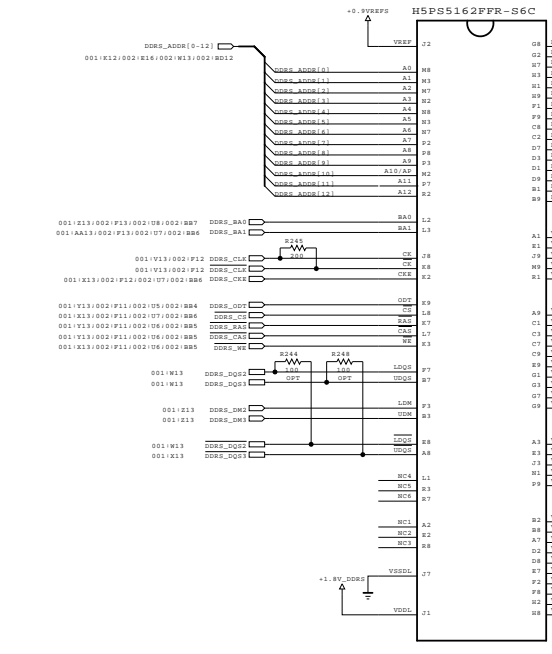 +0.9VREFS
H5PS5162FFR-S6C
DDRS_ADDR[0-12]
001:K12;002:E16;002:W13;002:BD12
VREF J2
DDRS_ADDR[0] A0 M8
DDRS_ADDR[1] A1 M3
DDRS_ADDR[2] A2 M7
DDRS_ADDR[3] A3 N2
DDRS_ADDR[4] A4 N8
DDRS_ADDR[5] A5 N3
DDRS_ADDR[6] A6 N7
DDRS_ADDR[7] A7 P2
DDRS_ADDR[8] A8 P8
DDRS_ADDR[9] A9 P3
DDRS_ADDR[10] A10/AP M2
DDRS_ADDR[11] A11 P7
DDRS_ADDR[12] A12 R2
001:Z13;002:F13;002:U8;002:BB7 DDRS_BA0 BA0 L2
001:AA13;002:F13;002:U7;002:BB6 DDRS_BA1 BA1 L3
R245
200
001:V13;002:F12 DDRS_CLK CK J8
001:V13;002:F12 DDRS_CLK CK K8
001:X13;002:F12;002:U7;002:BB6 DDRS_CKE CKE K2
001:Y13;002:F11;002:U5;002:BB4 DDRS_ODT ODT K9
001:X13;002:F11;002:U7;002:BB6 DDRS_CS CS L8
001:Y13;002:F11;002:U6;002:BB5 DDRS_RAS RAS K7
001:Y13;002:F11;002:U6;002:BB5 DDRS_CAS CAS L7
001:X13;002:F11;002:U6;002:BB5 DDRS_WE WE K3
R244 R248
100 100
OPT OPT
001:W13 DDRS_DQS2 LDQS F7
001:W13 DDRS_DQS3 UDQS B7
001:Z13 DDRS_DM2 LDM F3
001:Z13 DDRS_DM3 UDM B3
001:W13 DDRS_DQS2 LDQS E8
001:X13 DDRS_DQS3 UDQS A8
NC4 L1
NC5 R3
NC6 R7
NC1 A2
NC2 E2
NC3 R8
VSSDL J7
+1.8V_DDRS
VDDL J1
G8
G2
H7
H3
H1
H9
F1
F9
C8
C2
D7
D3
D1
D9
B1
B9
A1
E1
J9
M9
R1
A9
C1
C3
C7
C9
E9
G1
G3
G7
G9
A3
E3
J3
N1
P9
B2
B8
A7
D2
D8
E7
F2
F8
H2
H8